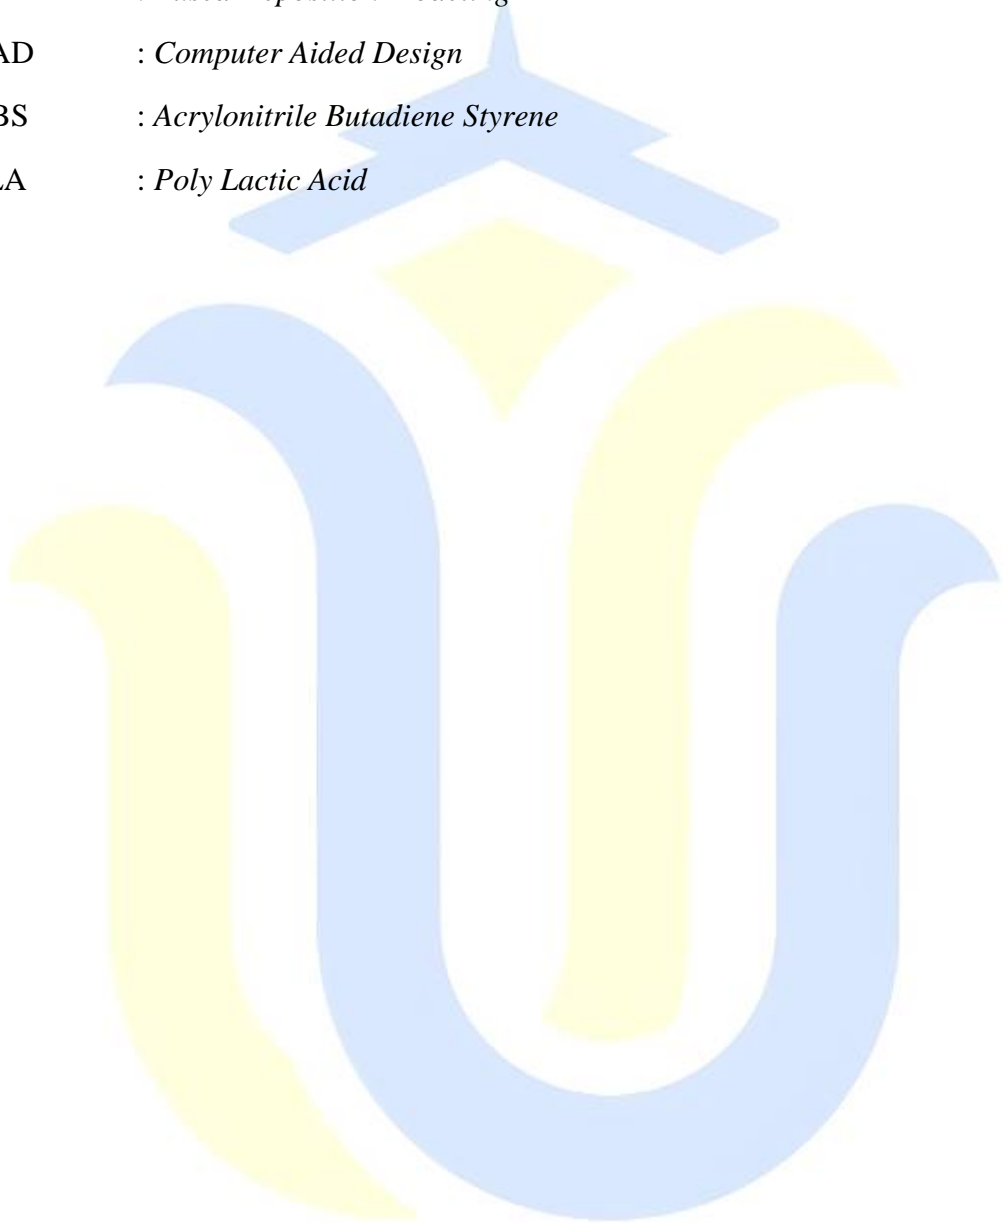 AD : Computer Aided Design
BS : Acrylonitrile Butadiene Styrene
LA : Poly Lactic Acid